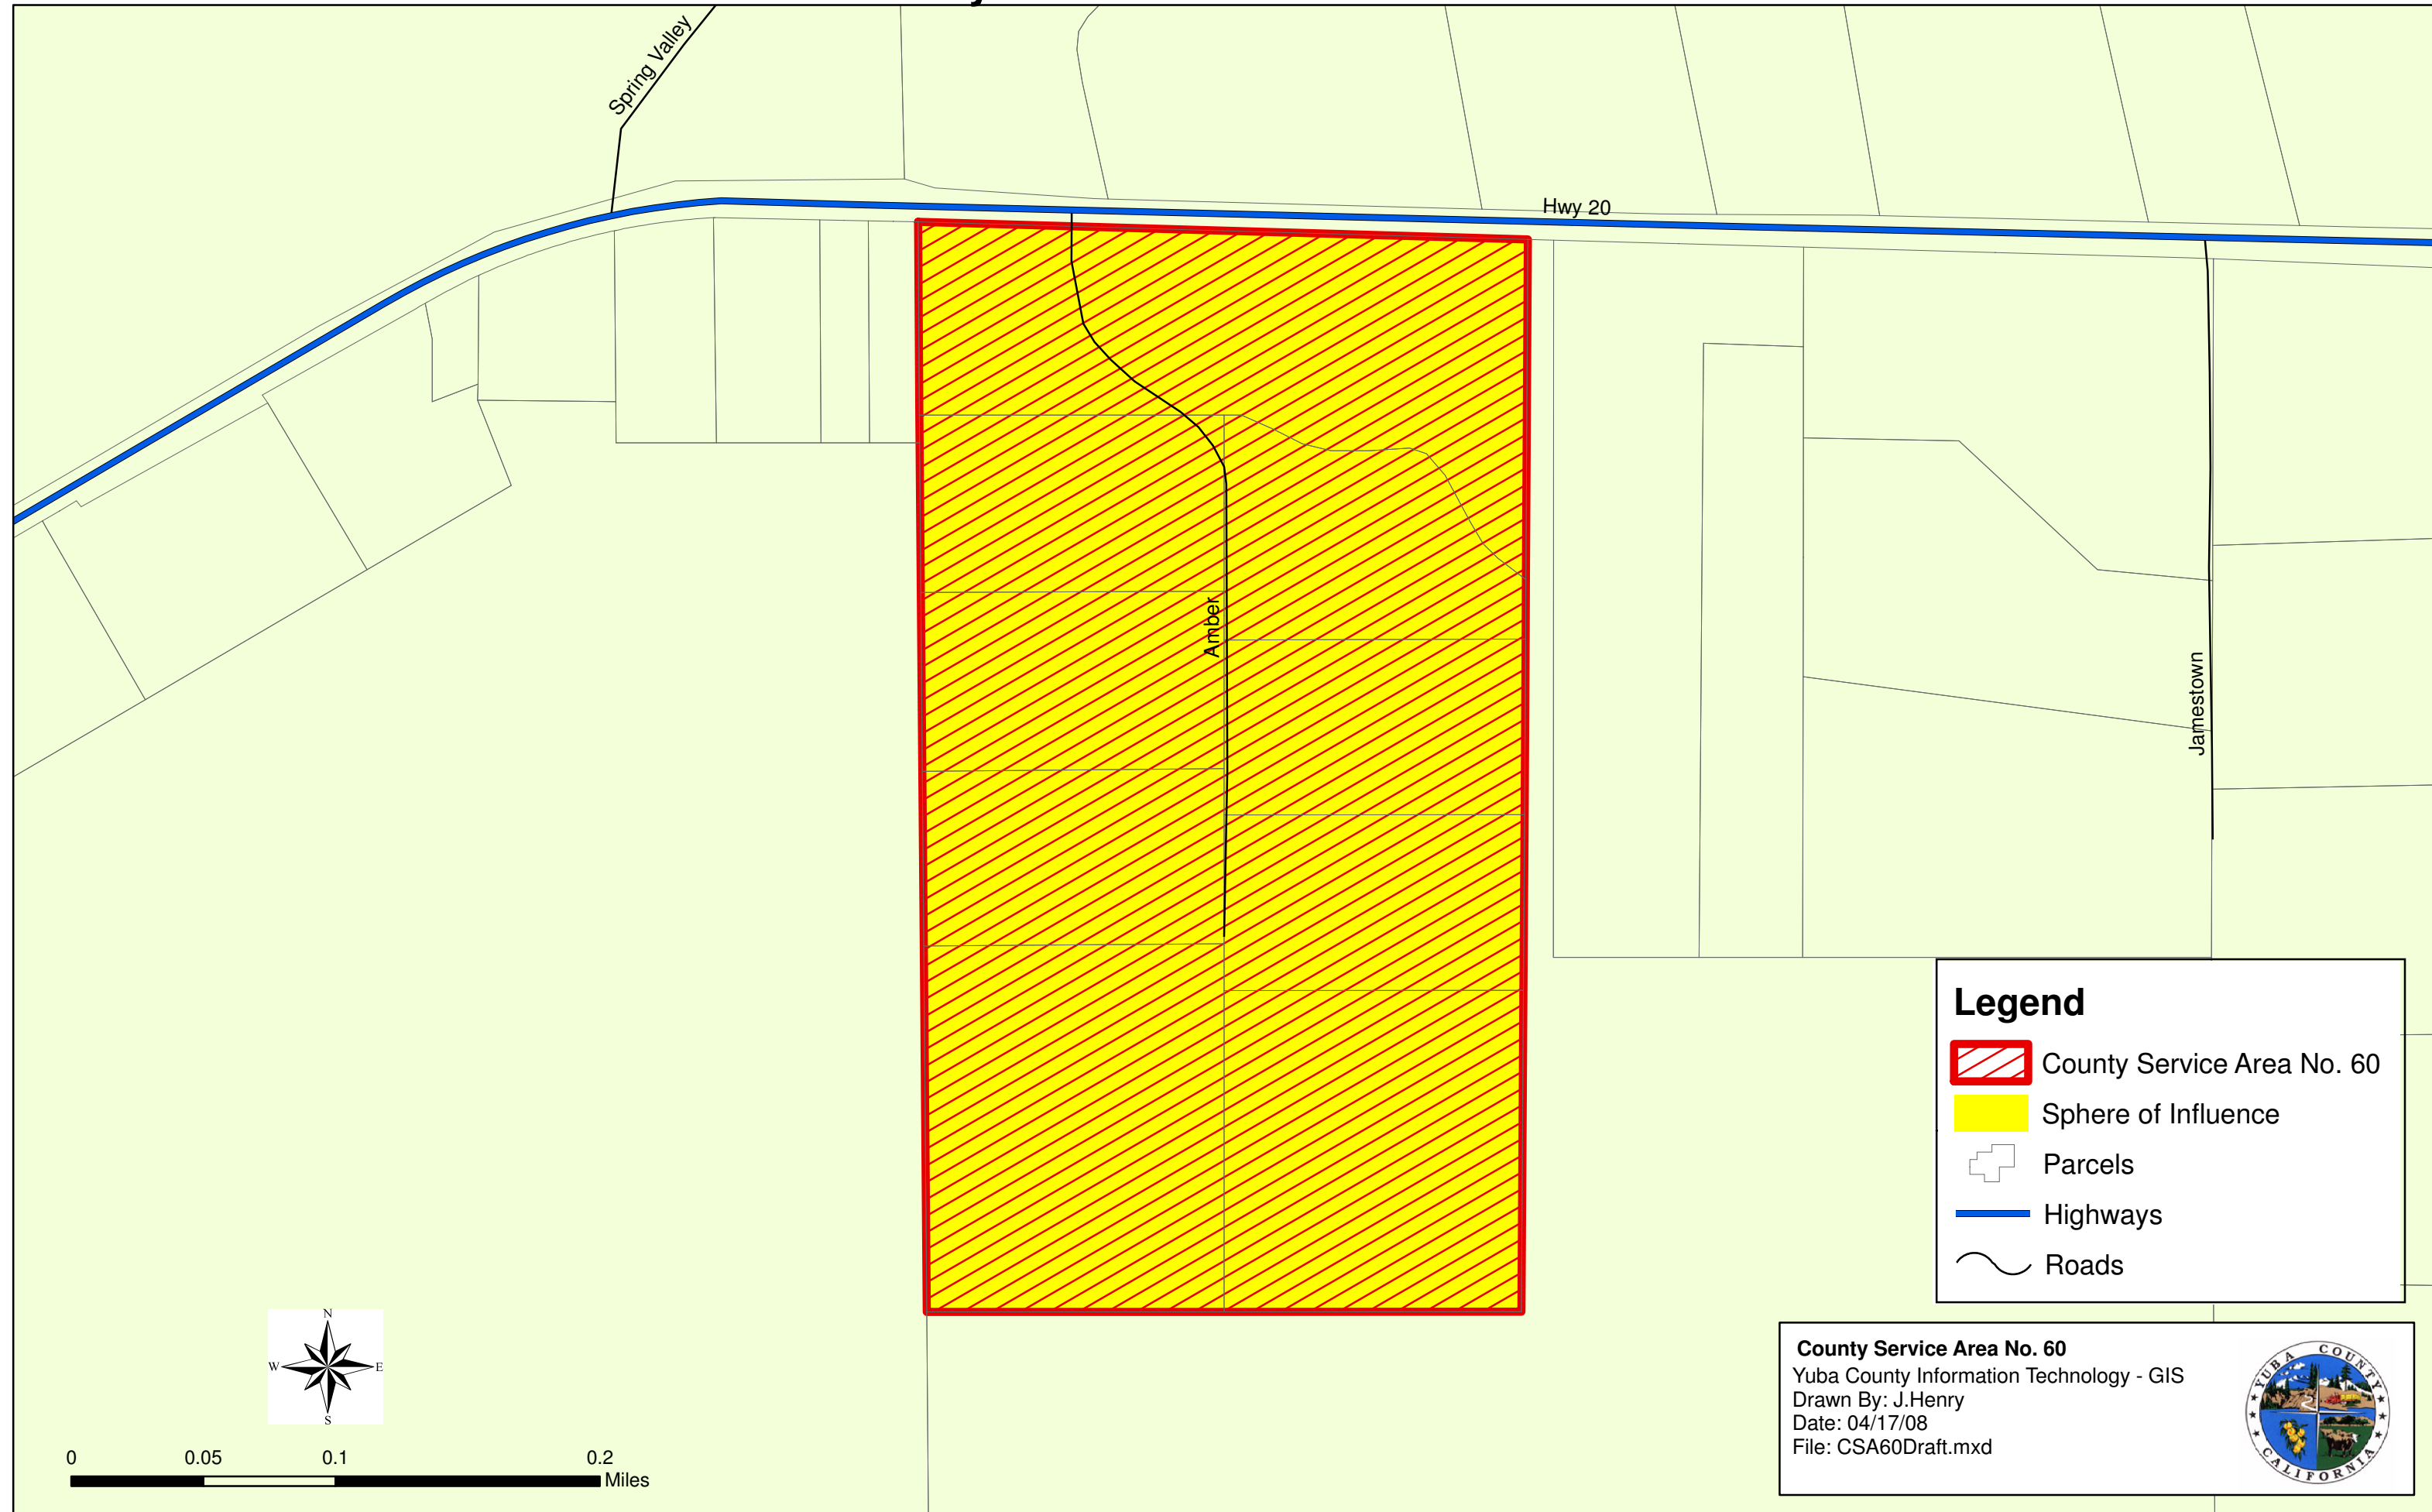 Spring Valley
Hwy 20
Amber
Jamestown
Legend
County Service Area No. 60
Sphere of Influence
Parcels
Highways
Roads
N
W
E
S
0 0.05 0.1 0.2
Miles
County Service Area No. 60
Yuba County Information Technology - GIS
Drawn By: J.Henry
Date: 04/17/08
File: CSA60Draft.mxd
YUBA COUNTY
CALIFORNIA